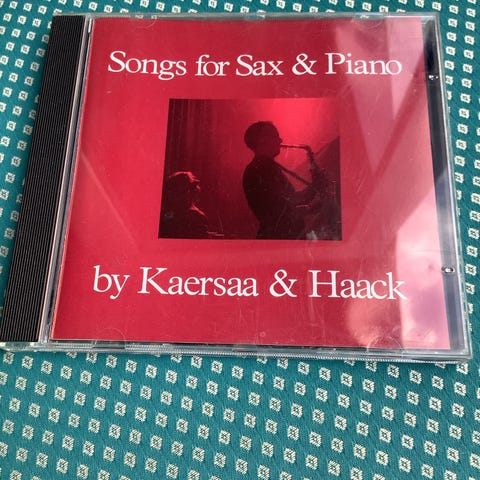 Songs for Sax & Piano
by Kaersaa & Haack